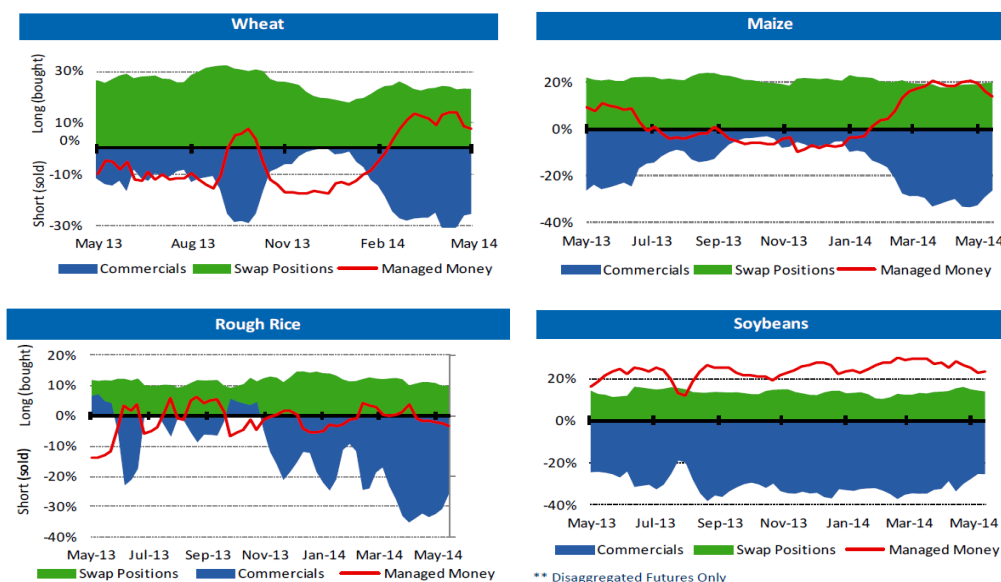 Wheat
Long (bought)
Short (sold)
30%
10%
0%
-10%
-30%
May 13 Aug 13 Nov 13 Feb 14 May 14
Commercials Swap Positions Managed Money
Maize
20%
0%
-20%
-40%
May-13 Jul-13 Sep-13 Nov-13 Jan-14 Mar-14 May-14
Commercials Swap Positions Managed Money
Rough Rice
Long (bought)
Short (sold)
20%
10%
0%
-10%
-20%
-30%
-40%
May-13 Jul-13 Sep-13 Nov-13 Jan-14 Mar-14 May-14
Swap Positions Commercials Managed Money
Soybeans
20%
0%
-20%
-40%
May-13 Jul-13 Sep-13 Nov-13 Jan-14 Mar-14 May-14
Commercials Swap Positions Managed Money
** Disaggregated Futures Only